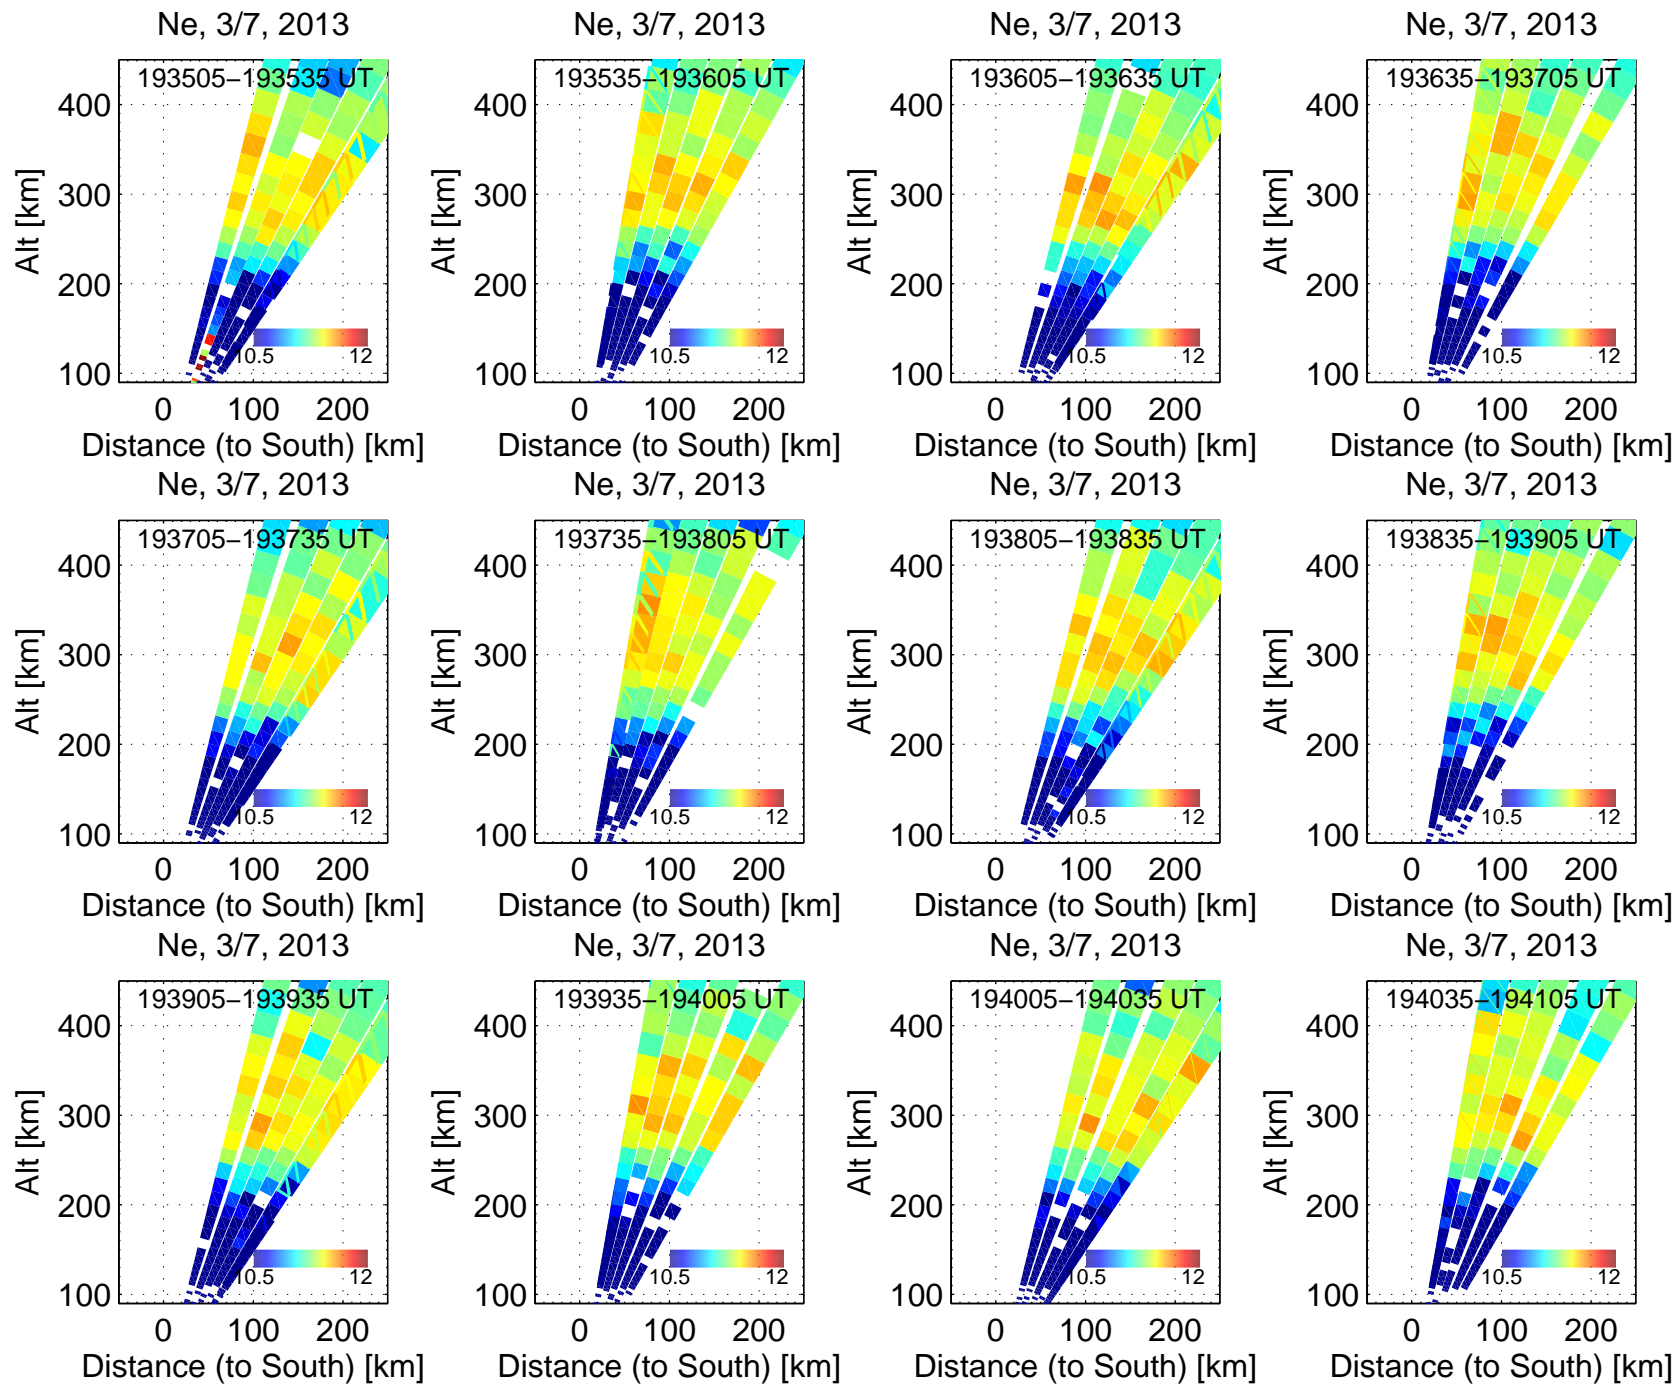 Ne, 3/7, 2013 Ne, 3/7, 2013 Ne, 3/7, 2013 Ne, 3/7, 2013
193505−193535 UT 193535−193605 UT 193605−193635 UT 193635−193705 UT
400 400 400 400
300 300 300 300
200 200 200 200
10.5 12 10.5 12 10.5 12 10.5 12
100 100 100 100
Alt [km] Alt [km] Alt [km] Alt [km]
0 100 200 0 100 200 0 100 200 0 100 200
Distance (to South) [km] Distance (to South) [km] Distance (to South) [km] Distance (to South) [km]
Ne, 3/7, 2013 Ne, 3/7, 2013 Ne, 3/7, 2013 Ne, 3/7, 2013
193705−193735 UT 193735−193805 UT 193805−193835 UT 193835−193905 UT
400 400 400 400
300 300 300 300
200 200 200 200
10.5 12 10.5 12 10.5 12 10.5 12
100 100 100 100
Alt [km] Alt [km] Alt [km] Alt [km]
0 100 200 0 100 200 0 100 200 0 100 200
Distance (to South) [km] Distance (to South) [km] Distance (to South) [km] Distance (to South) [km]
Ne, 3/7, 2013 Ne, 3/7, 2013 Ne, 3/7, 2013 Ne, 3/7, 2013
193905−193935 UT 193935−194005 UT 194005−194035 UT 194035−194105 UT
400 400 400 400
300 300 300 300
200 200 200 200
10.5 12 10.5 12 10.5 12 10.5 12
100 100 100 100
Alt [km] Alt [km] Alt [km] Alt [km]
0 100 200 0 100 200 0 100 200 0 100 200
Distance (to South) [km] Distance (to South) [km] Distance (to South) [km] Distance (to South) [km]